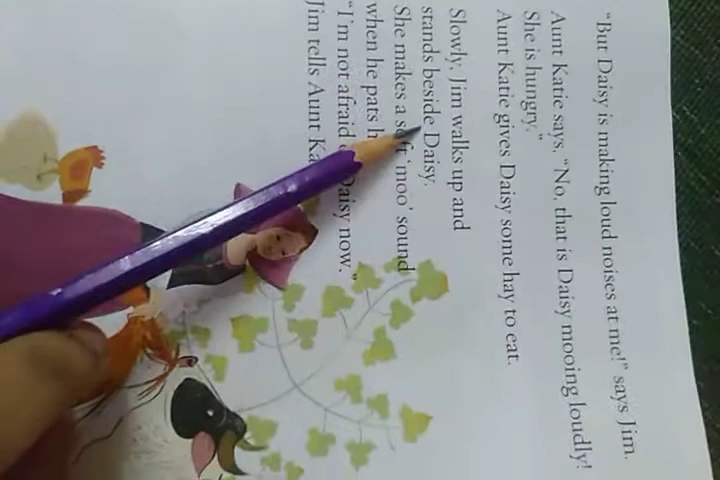 "But Daisy is making loud noises at me!" says Jim.
Aunt Katie says, "No, that is Daisy mooing loudly!
She is hungry."
Aunt Katie gives Daisy some hay to eat.
Slowly, Jim walks up and
stands beside Daisy.
She makes a soft 'moo' sound
when he pats
"I'm not afraid Daisy now."
Jim tells Aunt